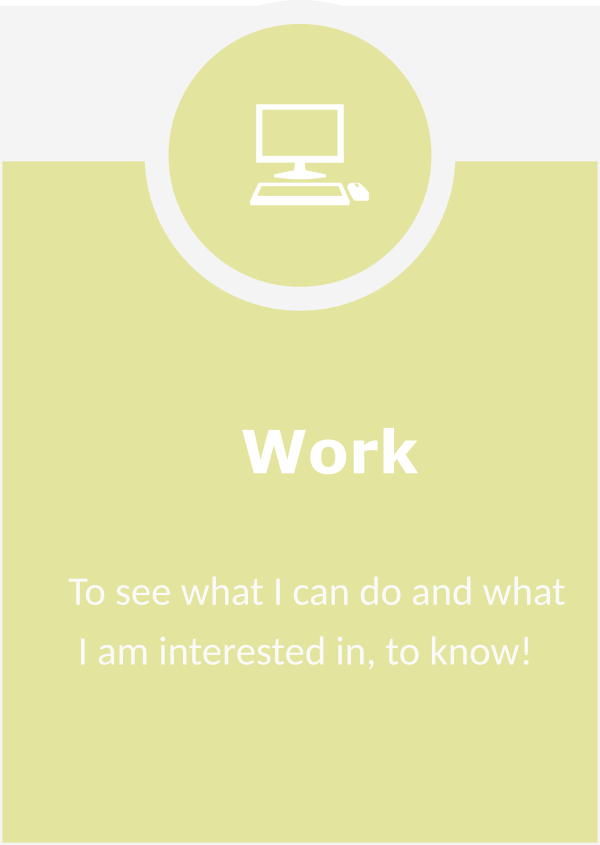 Work
To see what I can do and what
I am interested in, to know!